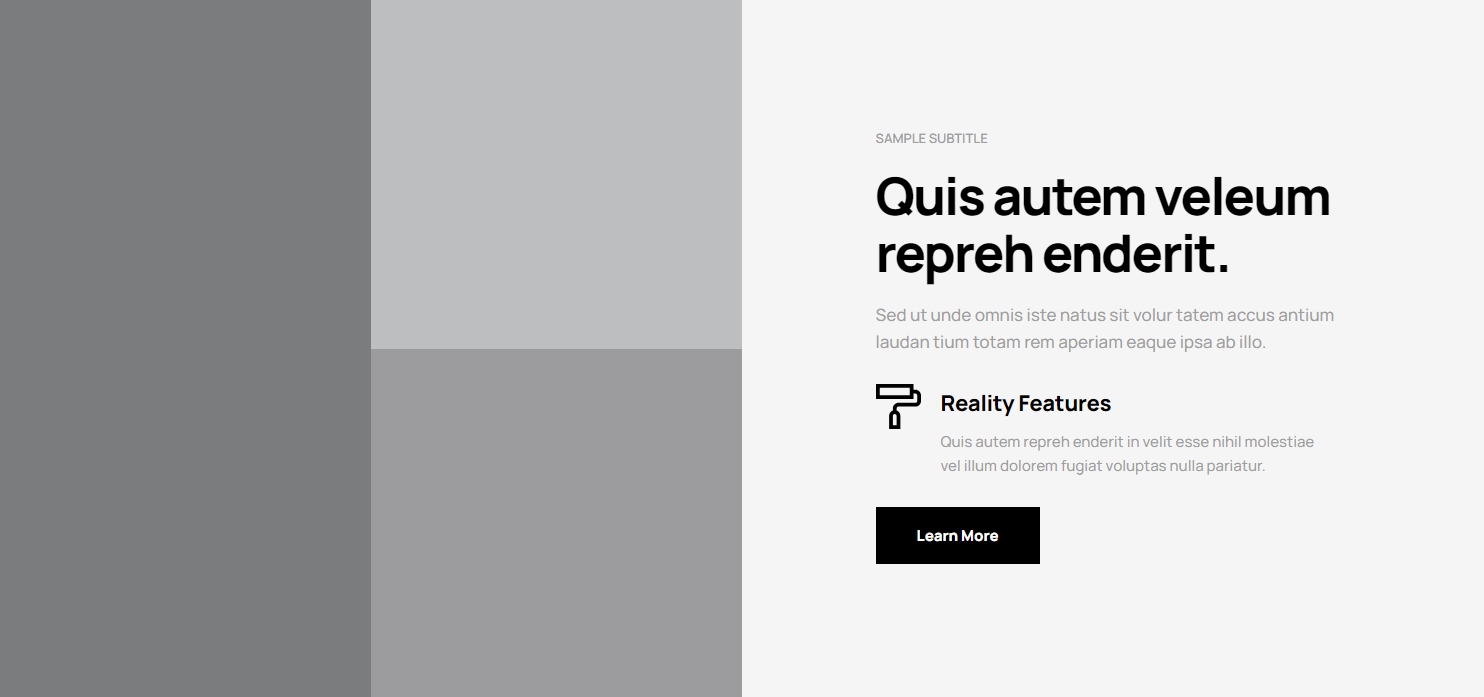 SAMPLE SUBTITLE
Quis autem veleum
repreh enderit.
Sed ut unde omnis iste natus sit volur tatem accus antium
laudan tium totam rem aperiam eaque ipsa ab illo.
Reality Features
Quis autem repreh enderit in velit esse nihil molestiae
vel illum dolorem fugiat voluptas nulla pariatur.
Learn More